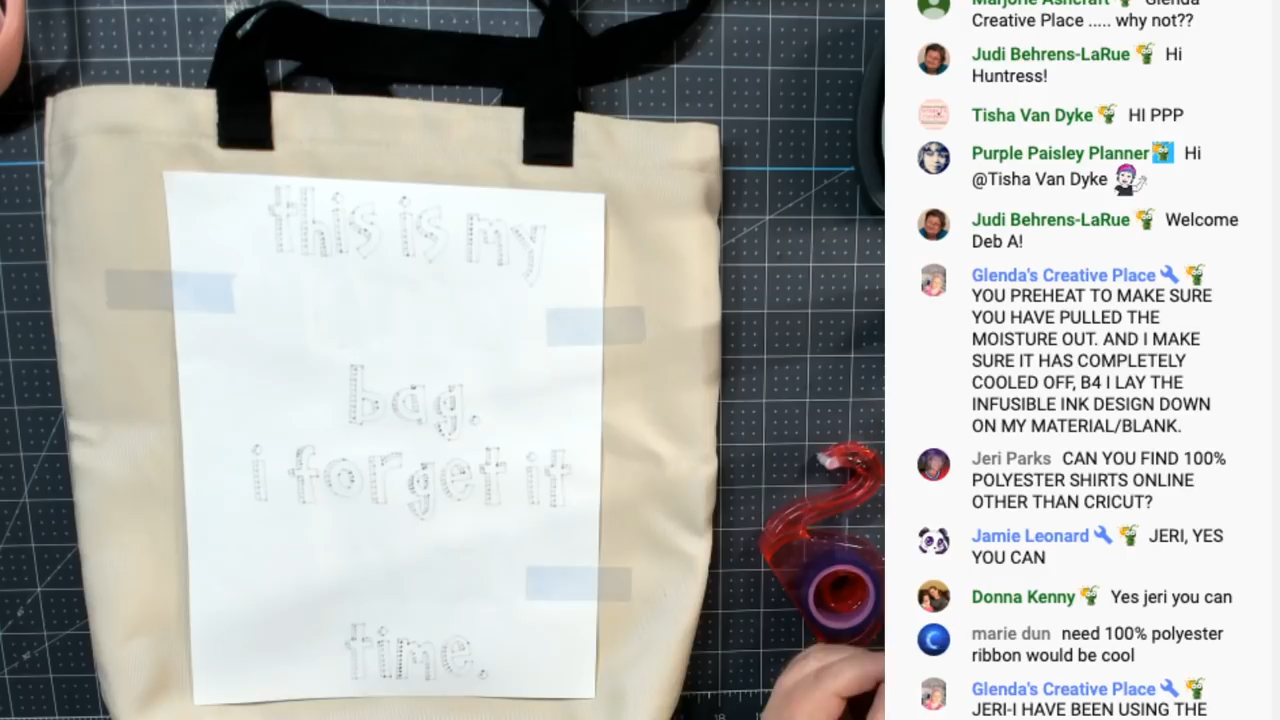 this is my
bag.
i forget it
time.
Creative Place ..... why not??
Judi Behrens-LaRue Hi
Huntress!
Tisha Van Dyke HI PPP
Purple Paisley Planner Hi
@Tisha Van Dyke
Judi Behrens-LaRue Welcome
Deb A!
Glenda's Creative Place
YOU PREHEAT TO MAKE SURE
YOU HAVE PULLED THE
MOISTURE OUT. AND I MAKE
SURE IT HAS COMPLETELY
COOLED OFF, B4 I LAY THE
INFUSIBLE INK DESIGN DOWN
ON MY MATERIAL/BLANK.
Jeri Parks CAN YOU FIND 100%
POLYESTER SHIRTS ONLINE
OTHER THAN CRICUT?
Jamie Leonard JERI, YES
YOU CAN
Donna Kenny Yes jeri you can
marie dun need 100% polyester
ribbon would be cool
Glenda's Creative Place
JERI-I HAVE BEEN USING THE